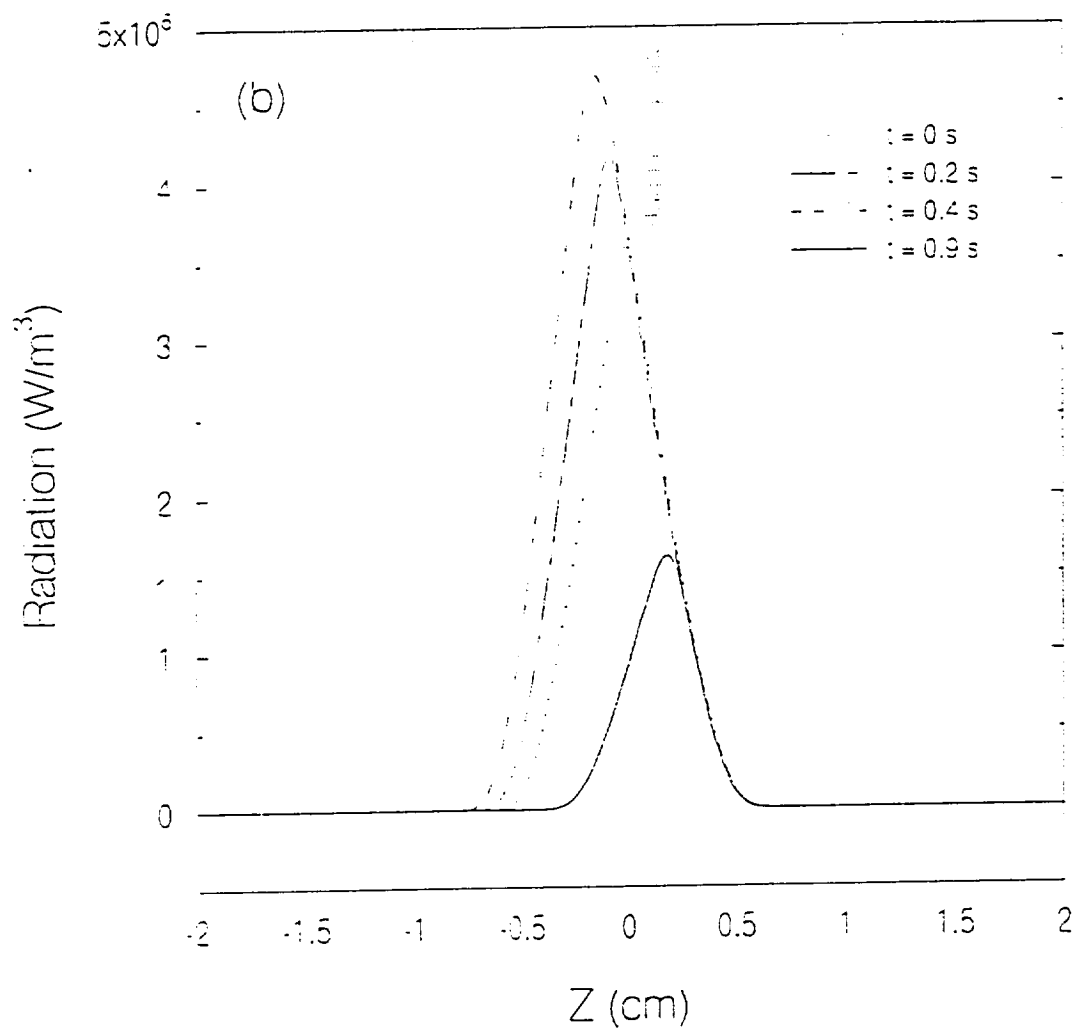 5x10⁶
(b)
t = 0 s
t = 0.2 s
t = 0.4 s
t = 0.9 s
4
3
2
1
0
Radiation (W/m³)
-2 -1.5 -1 -0.5 0 0.5 1 1.5 2
Z (cm)